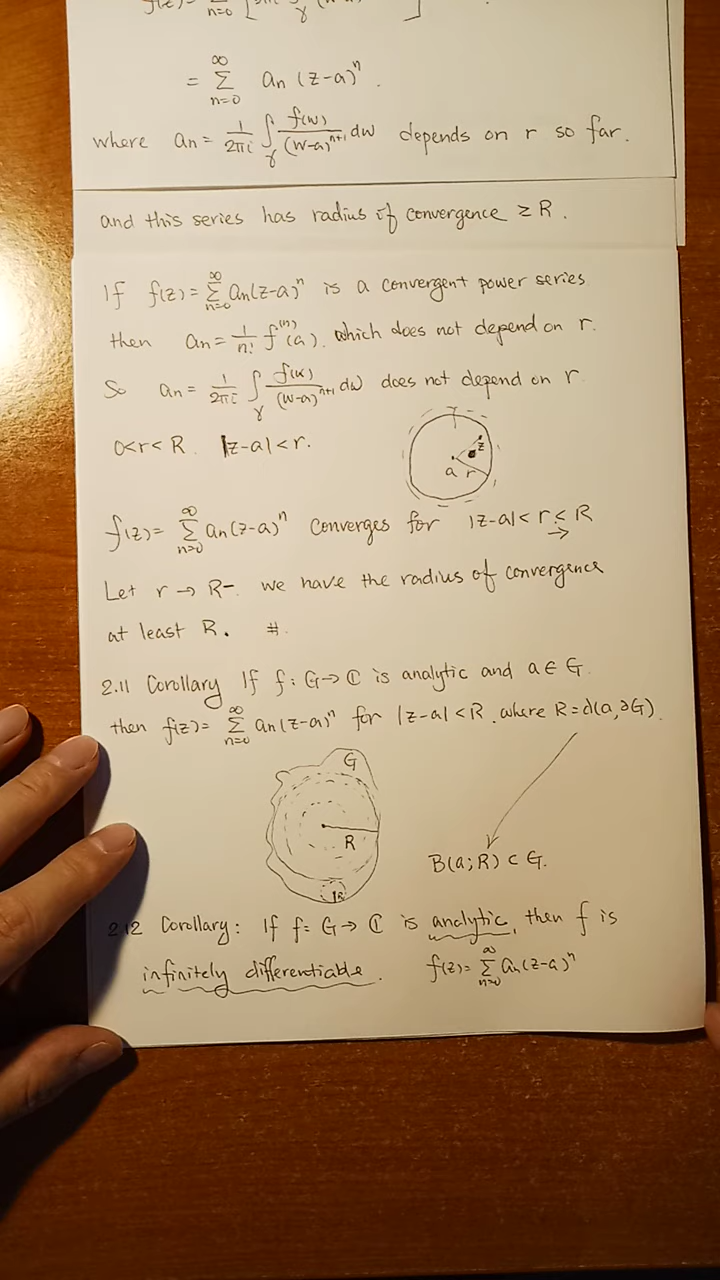 f(z) = Σ_{n=0}^{∞} [
= Σ_{n=0}^{∞} an (z-a)^n.
where an = 1/2πi ∫_γ f(w)/(w-a)^{n+1} dw depends on r so far.
and this series has radius of convergence ≥ R.
If f(z) = Σ_{n=0}^{∞} an(z-a)^n is a convergent power series
then an = 1/n! f^{(n)}(a). which does not depend on r.
So an = 1/2πi ∫_γ f(w)/(w-a)^{n+1} dw does not depend on r
0<r<R. |z-a|<r.
γ
z
a r
f(z) = Σ_{n=0}^{∞} an(z-a)^n converges for |z-a| < r ≤ R
→
Let r → R-. we have the radius of convergence
at least R. #.
2.11 Corollary If f: G→ℂ is analytic and a ∈ G.
then f(z) = Σ_{n=0}^{∞} an(z-a)^n for |z-a| < R. where R = d(a, ∂G).
G
R
B(a; R) ⊂ G.
2.12 Corollary: If f: G→ ℂ is analytic, then f is
infinitely differentiable. f(z) = Σ_{n=0}^{∞} an(z-a)^n